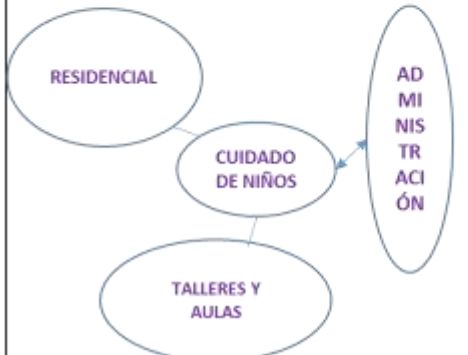 RESIDENCIAL
CUIDADO
DE NIÑOS
AD
MI
NIS
TR
ACI
ÓN
TALLERES Y
AULAS